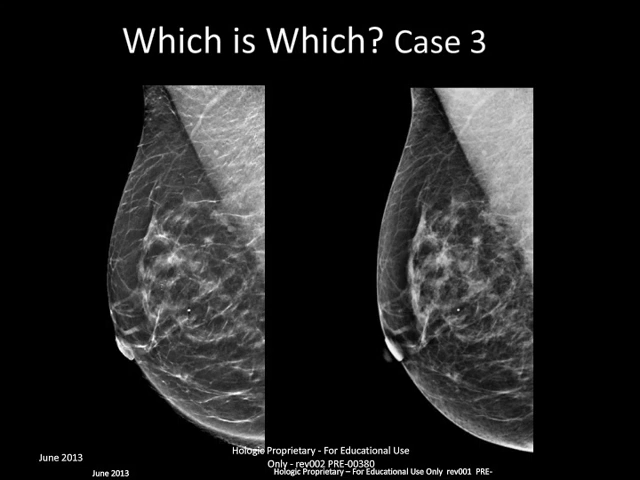 Which is Which? Case 3
Hologic Proprietary - For Educational Use
Only - rev002 PRE-00380
June 2013
June 2013
Hologic Proprietary – For Educational Use Only rev001 PRE-